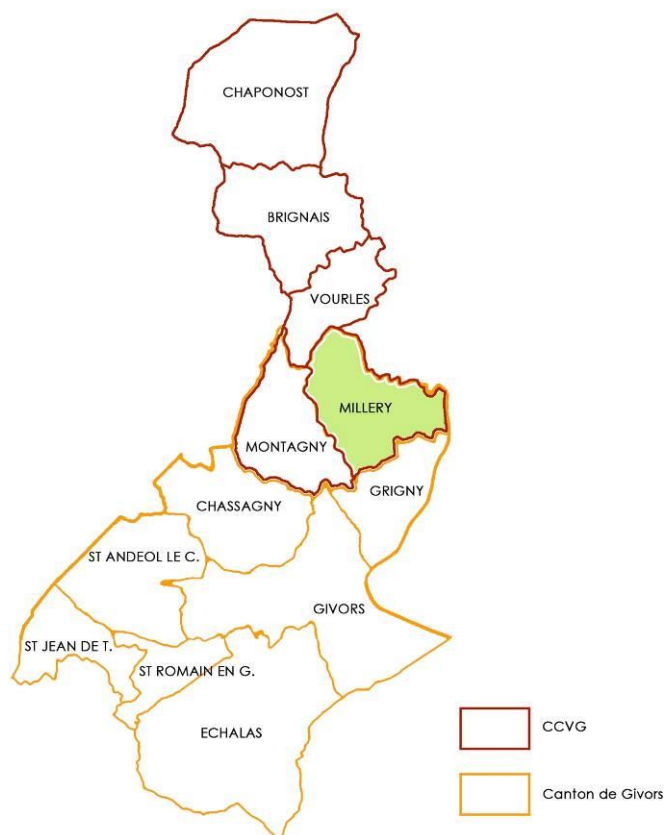 CHAPONOST
BRIGNAIS
VOURLES
MILLERY
MONTAGNY
GRIGNY
CHASSAGNY
ST ANDEOL LE C.
GIVORS
ST JEAN DE T.
ST ROMAIN EN G.
ECHALAS
CCVG
Canton de Givors